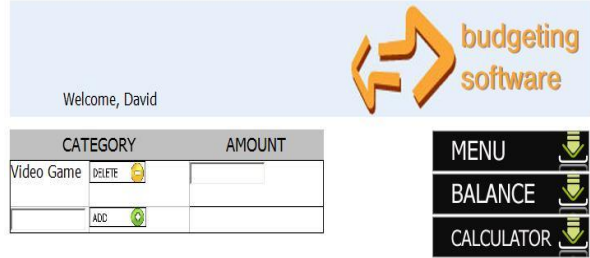 budgeting
software
Welcome, David
CATEGORY AMOUNT
Video Game DELETE
ADD
MENU
BALANCE
CALCULATOR